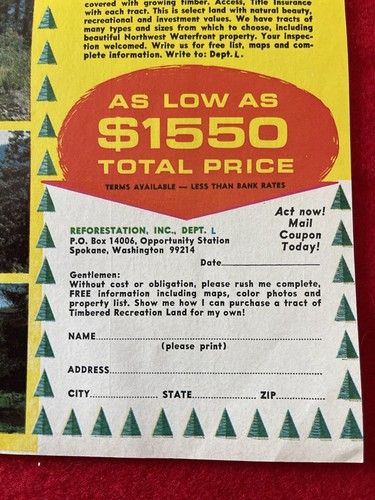 covered with growing timber. Access, Title Insurance
with each tract. This is select land with natural beauty,
recreational and investment values. We have tracts of
many types and sizes from which to choose, including
beautiful Northwest Waterfront property. Your inspec-
tion welcomed. Write us for free list, maps and com-
plete information. Write to: Dept. L.
AS LOW AS
$1550
TOTAL PRICE
TERMS AVAILABLE — LESS THAN BANK RATES
Act now!
Mail
Coupon
Today!
REFORESTATION, INC., DEPT. L
P.O. Box 14006, Opportunity Station
Spokane, Washington 99214
Date
Gentlemen:
Without cost or obligation, please rush me complete,
FREE information including maps, color photos and
property list. Show me how I can purchase a tract of
Timbered Recreation Land for my own!
NAME
(please print)
ADDRESS
CITY STATE ZIP